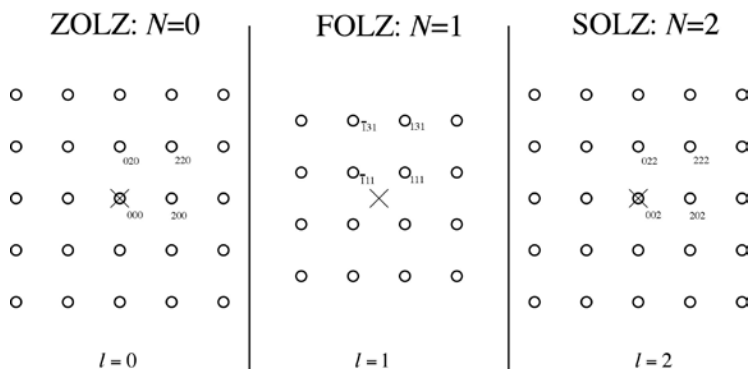 ZOLZ: N=0
FOLZ: N=1
SOLZ: N=2
1̅31 131
020 220
1̅11 111
022 222
000 200
002 202
l = 0
l = 1
l = 2